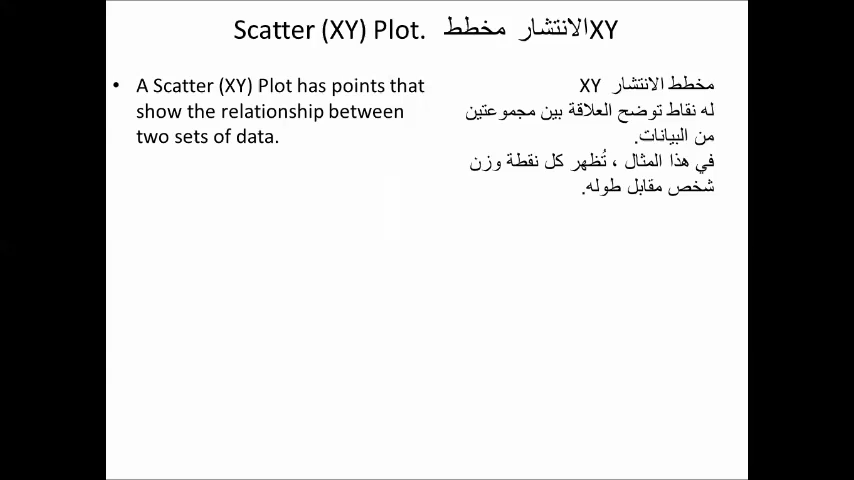 Scatter (XY) Plot. الانتشار مخطط XY
• A Scatter (XY) Plot has points that
show the relationship between
two sets of data.
مخطط الانتشار XY
له نقاط توضح العلاقة بين مجموعتين
من البيانات.
في هذا المثال ، تُظهر كل نقطة وزن
شخص مقابل طوله.